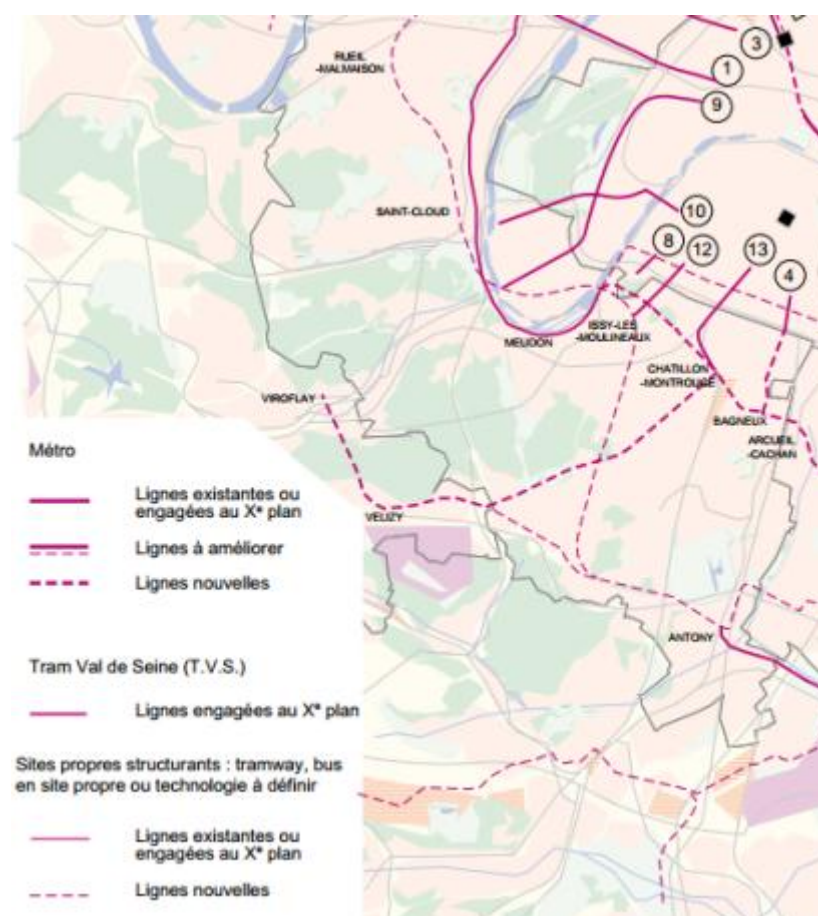 3
1
9
RUEIL
-MALMAISON
SAINT-CLOUD
10
8
12
13
4
ISSY-LES
-MOULINEAUX
MEUDON
CHATILLON
-MONTROUGE
VIROFLAY
BAGNEUX
ARCUEIL
-CACHAN
VELIZY
ANTONY
Métro
Lignes existantes ou
engagées au Xᵉ plan
Lignes à améliorer
Lignes nouvelles
Tram Val de Seine (T.V.S.)
Lignes engagées au Xᵉ plan
Sites propres structurants : tramway, bus
en site propre ou technologie à définir
Lignes existantes ou
engagées au Xᵉ plan
Lignes nouvelles